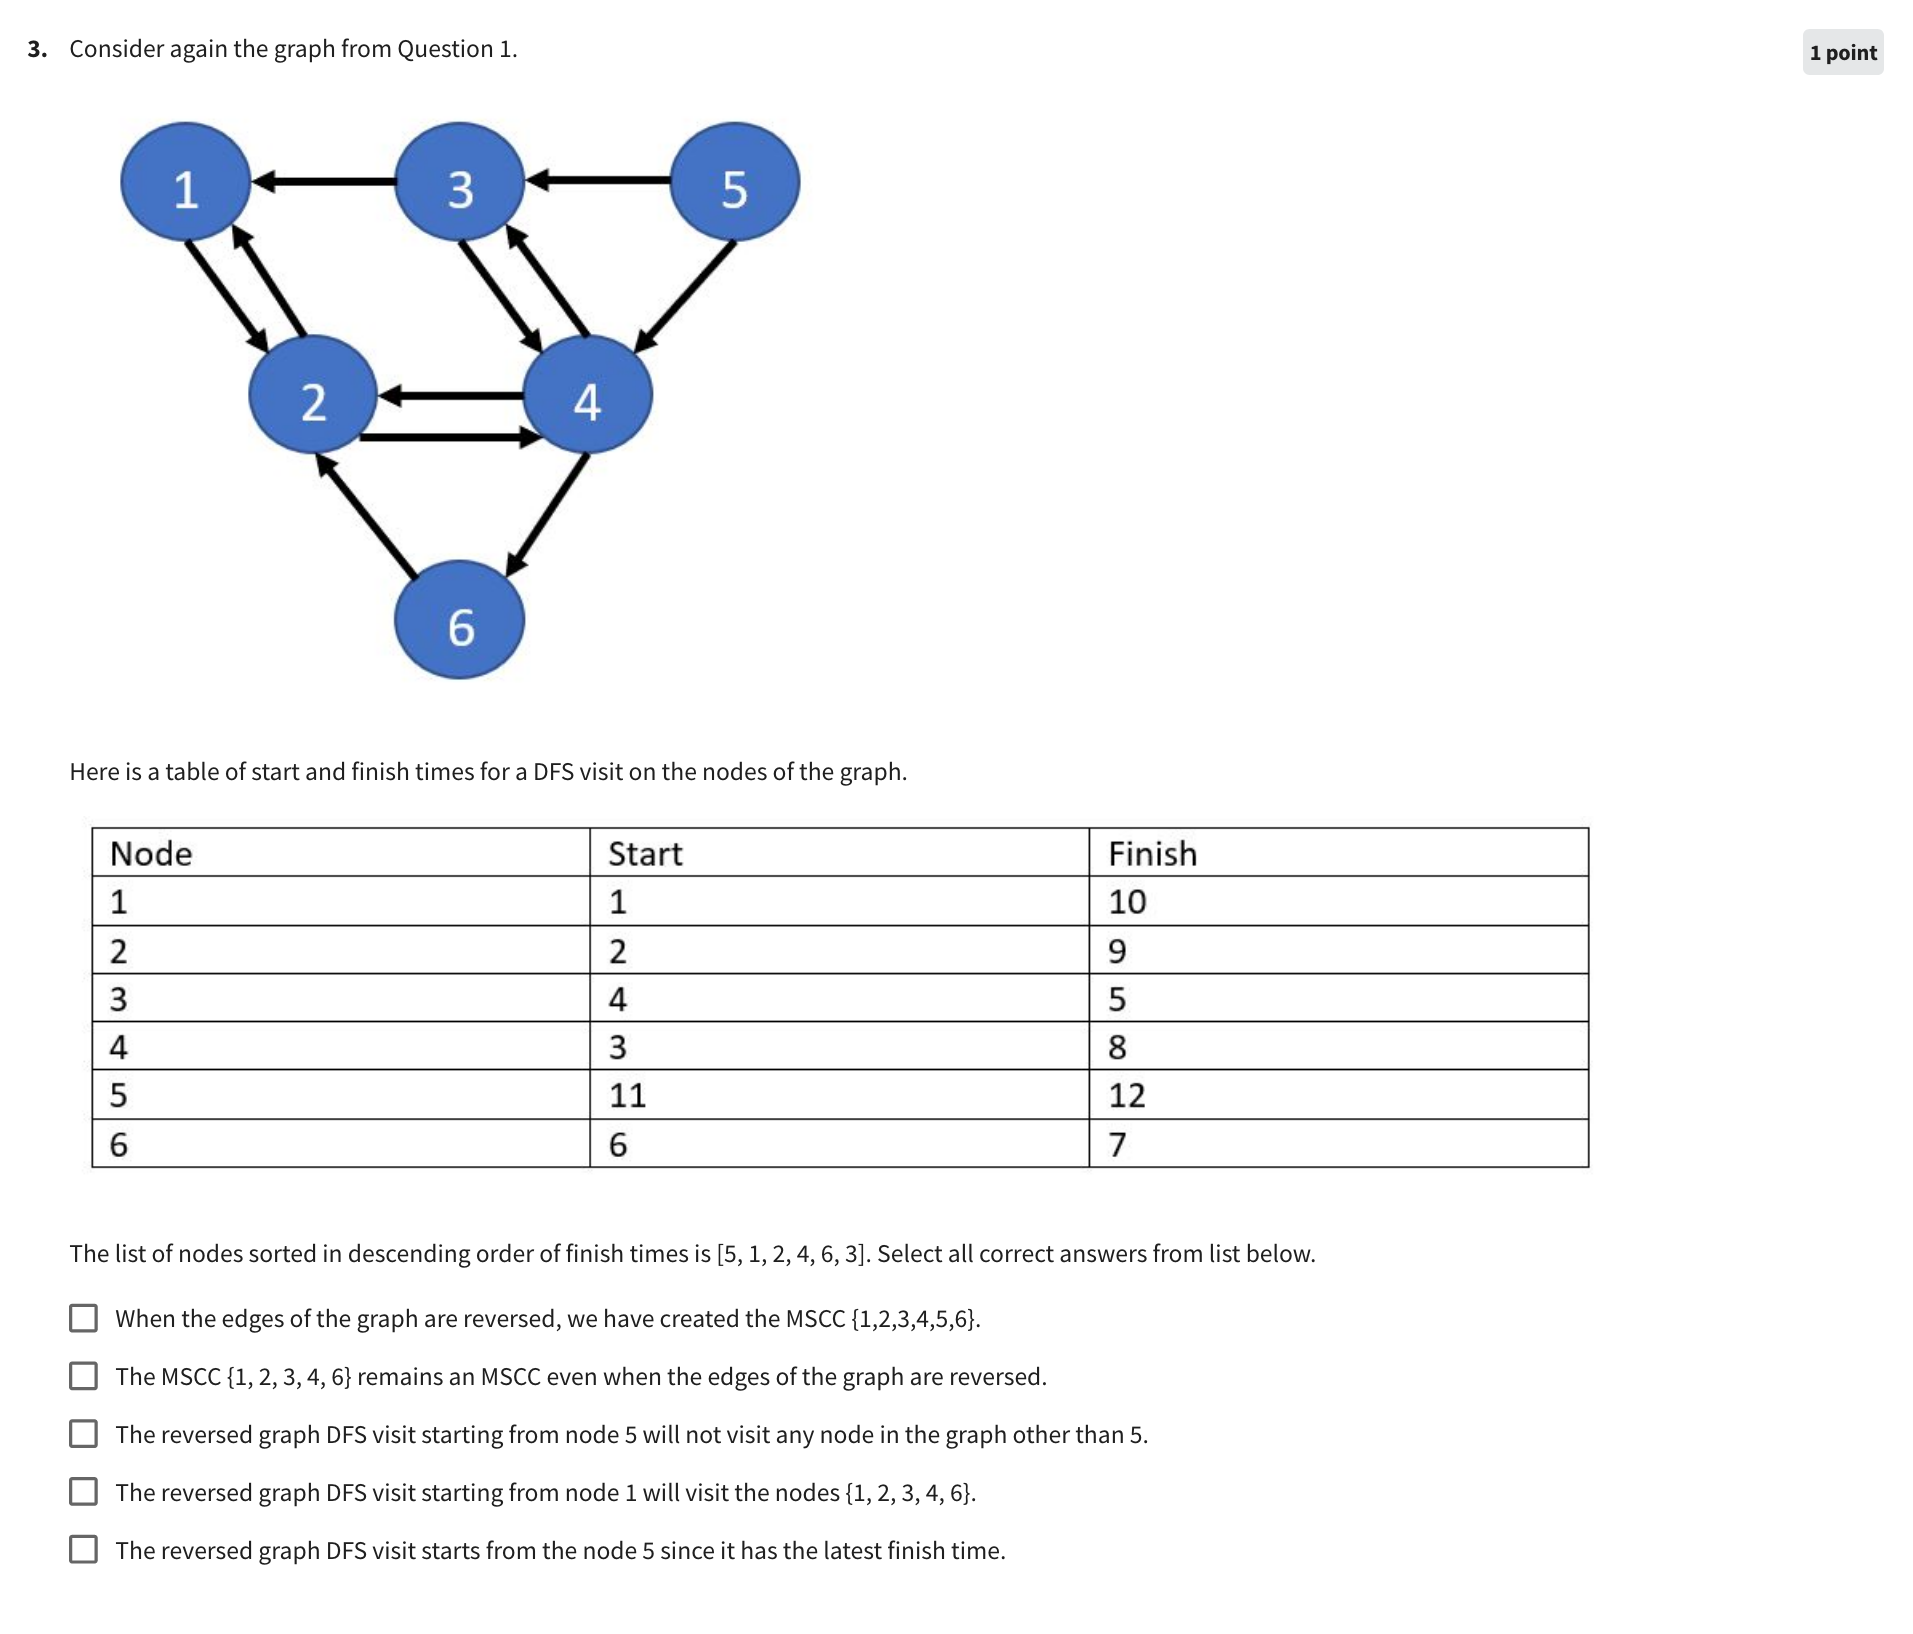 3. Consider again the graph from Question 1.
1 point
1
3
5
2
4
6
Here is a table of start and finish times for a DFS visit on the nodes of the graph.
Node Start Finish
1 1 10
2 2 9
3 4 5
4 3 8
5 11 12
6 6 7
The list of nodes sorted in descending order of finish times is [5, 1, 2, 4, 6, 3]. Select all correct answers from list below.
When the edges of the graph are reversed, we have created the MSCC {1,2,3,4,5,6}.
The MSCC {1, 2, 3, 4, 6} remains an MSCC even when the edges of the graph are reversed.
The reversed graph DFS visit starting from node 5 will not visit any node in the graph other than 5.
The reversed graph DFS visit starting from node 1 will visit the nodes {1, 2, 3, 4, 6}.
The reversed graph DFS visit starts from the node 5 since it has the latest finish time.